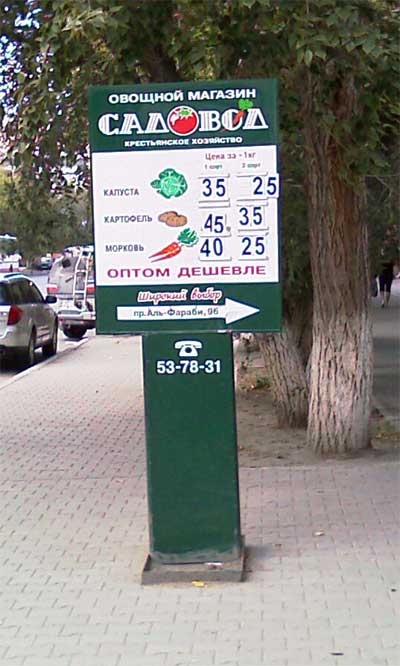 ОВОЩНОЙ МАГАЗИН
САДОВОД
КРЕСТЬЯНСКОЕ ХОЗЯЙСТВО
Цена за ~1кг
1 сорт 2 сорт
КАПУСТА 35 25
КАРТОФЕЛЬ 45 35
МОРКОВЬ 40 25
ОПТОМ ДЕШЕВЛЕ
Широкий выбор
пр.Аль-Фараби, 96
53-78-31